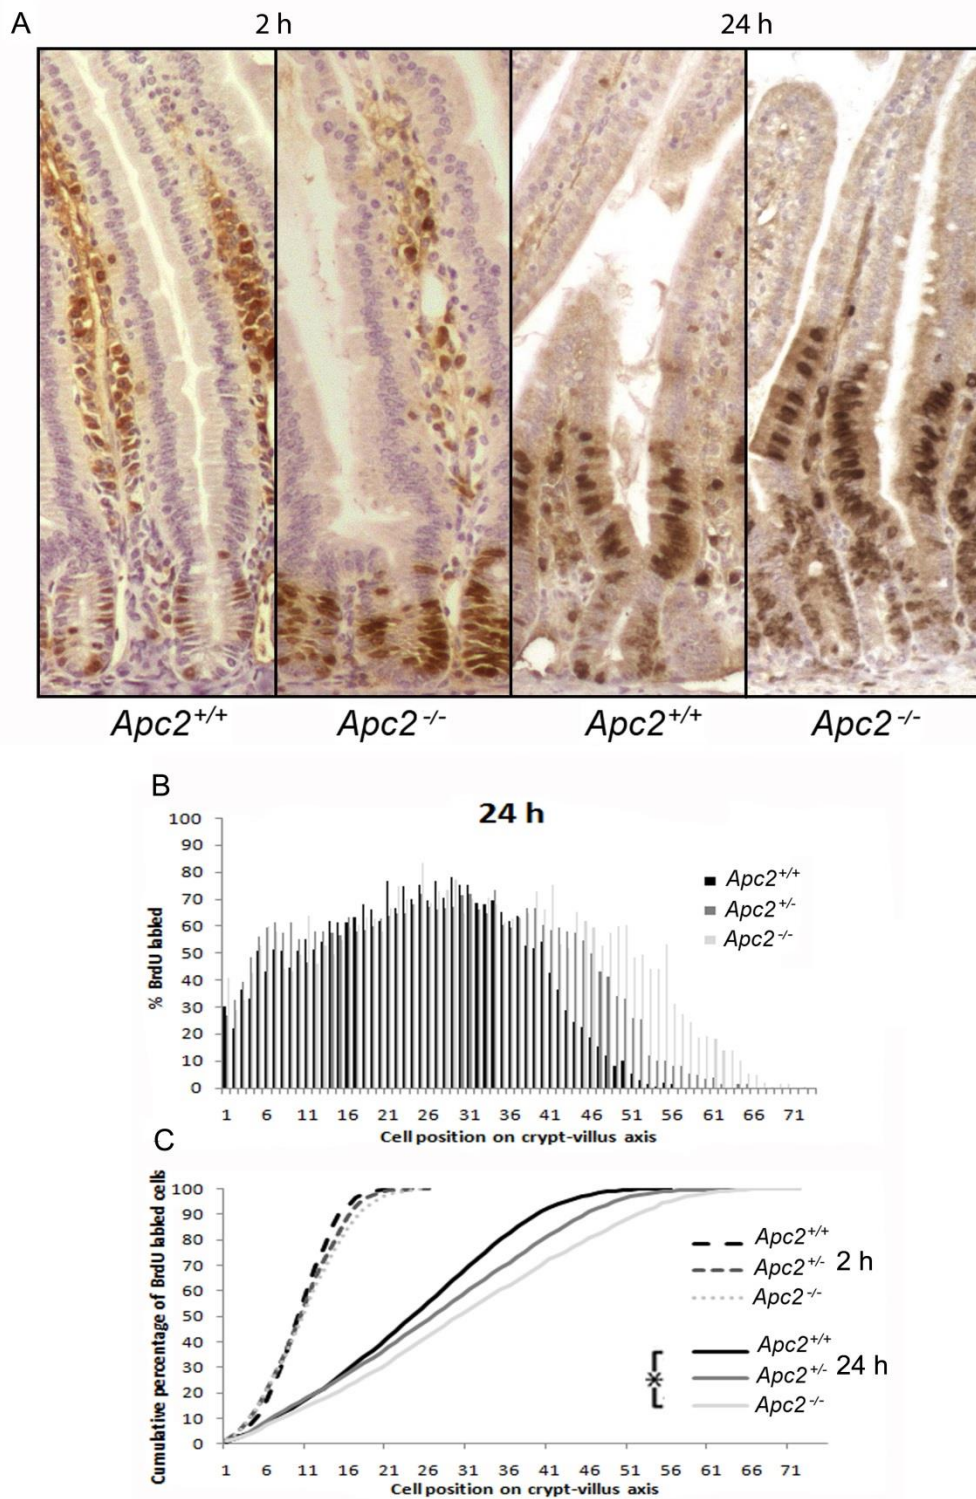 A
2 h 24 h
Apc2+/+ Apc2-/- Apc2+/+ Apc2-/-
B
24 h
% BrdU labled
100
90
80
70
60
50
40
30
20
10
0
Apc2+/+
Apc2+/-
Apc2-/-
1 6 11 16 21 26 31 36 41 46 51 56 61 66 71
Cell position on crypt-villus axis
C
Cumulative percentage of BrdU labled cells
100
90
80
70
60
50
40
30
20
10
0
Apc2+/+
Apc2+/- 2 h
Apc2-/-
Apc2+/+
Apc2+/- 24 h
Apc2-/-
1 6 11 16 21 26 31 36 41 46 51 56 61 66 71
Cell position on crypt-villus axis